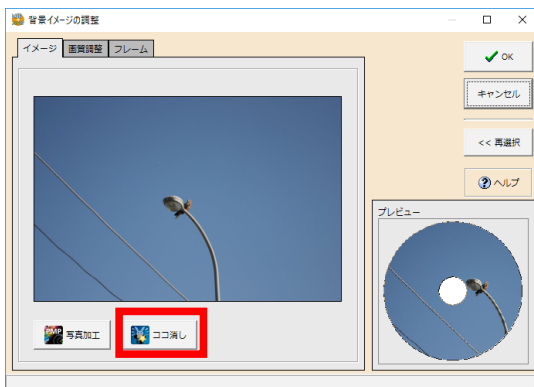 背景イメージの調整
イメージ
画質調整
フレーム
OK
キャンセル
<< 再選択
ヘルプ
プレビュー
PMP
写真加工
ココ消し